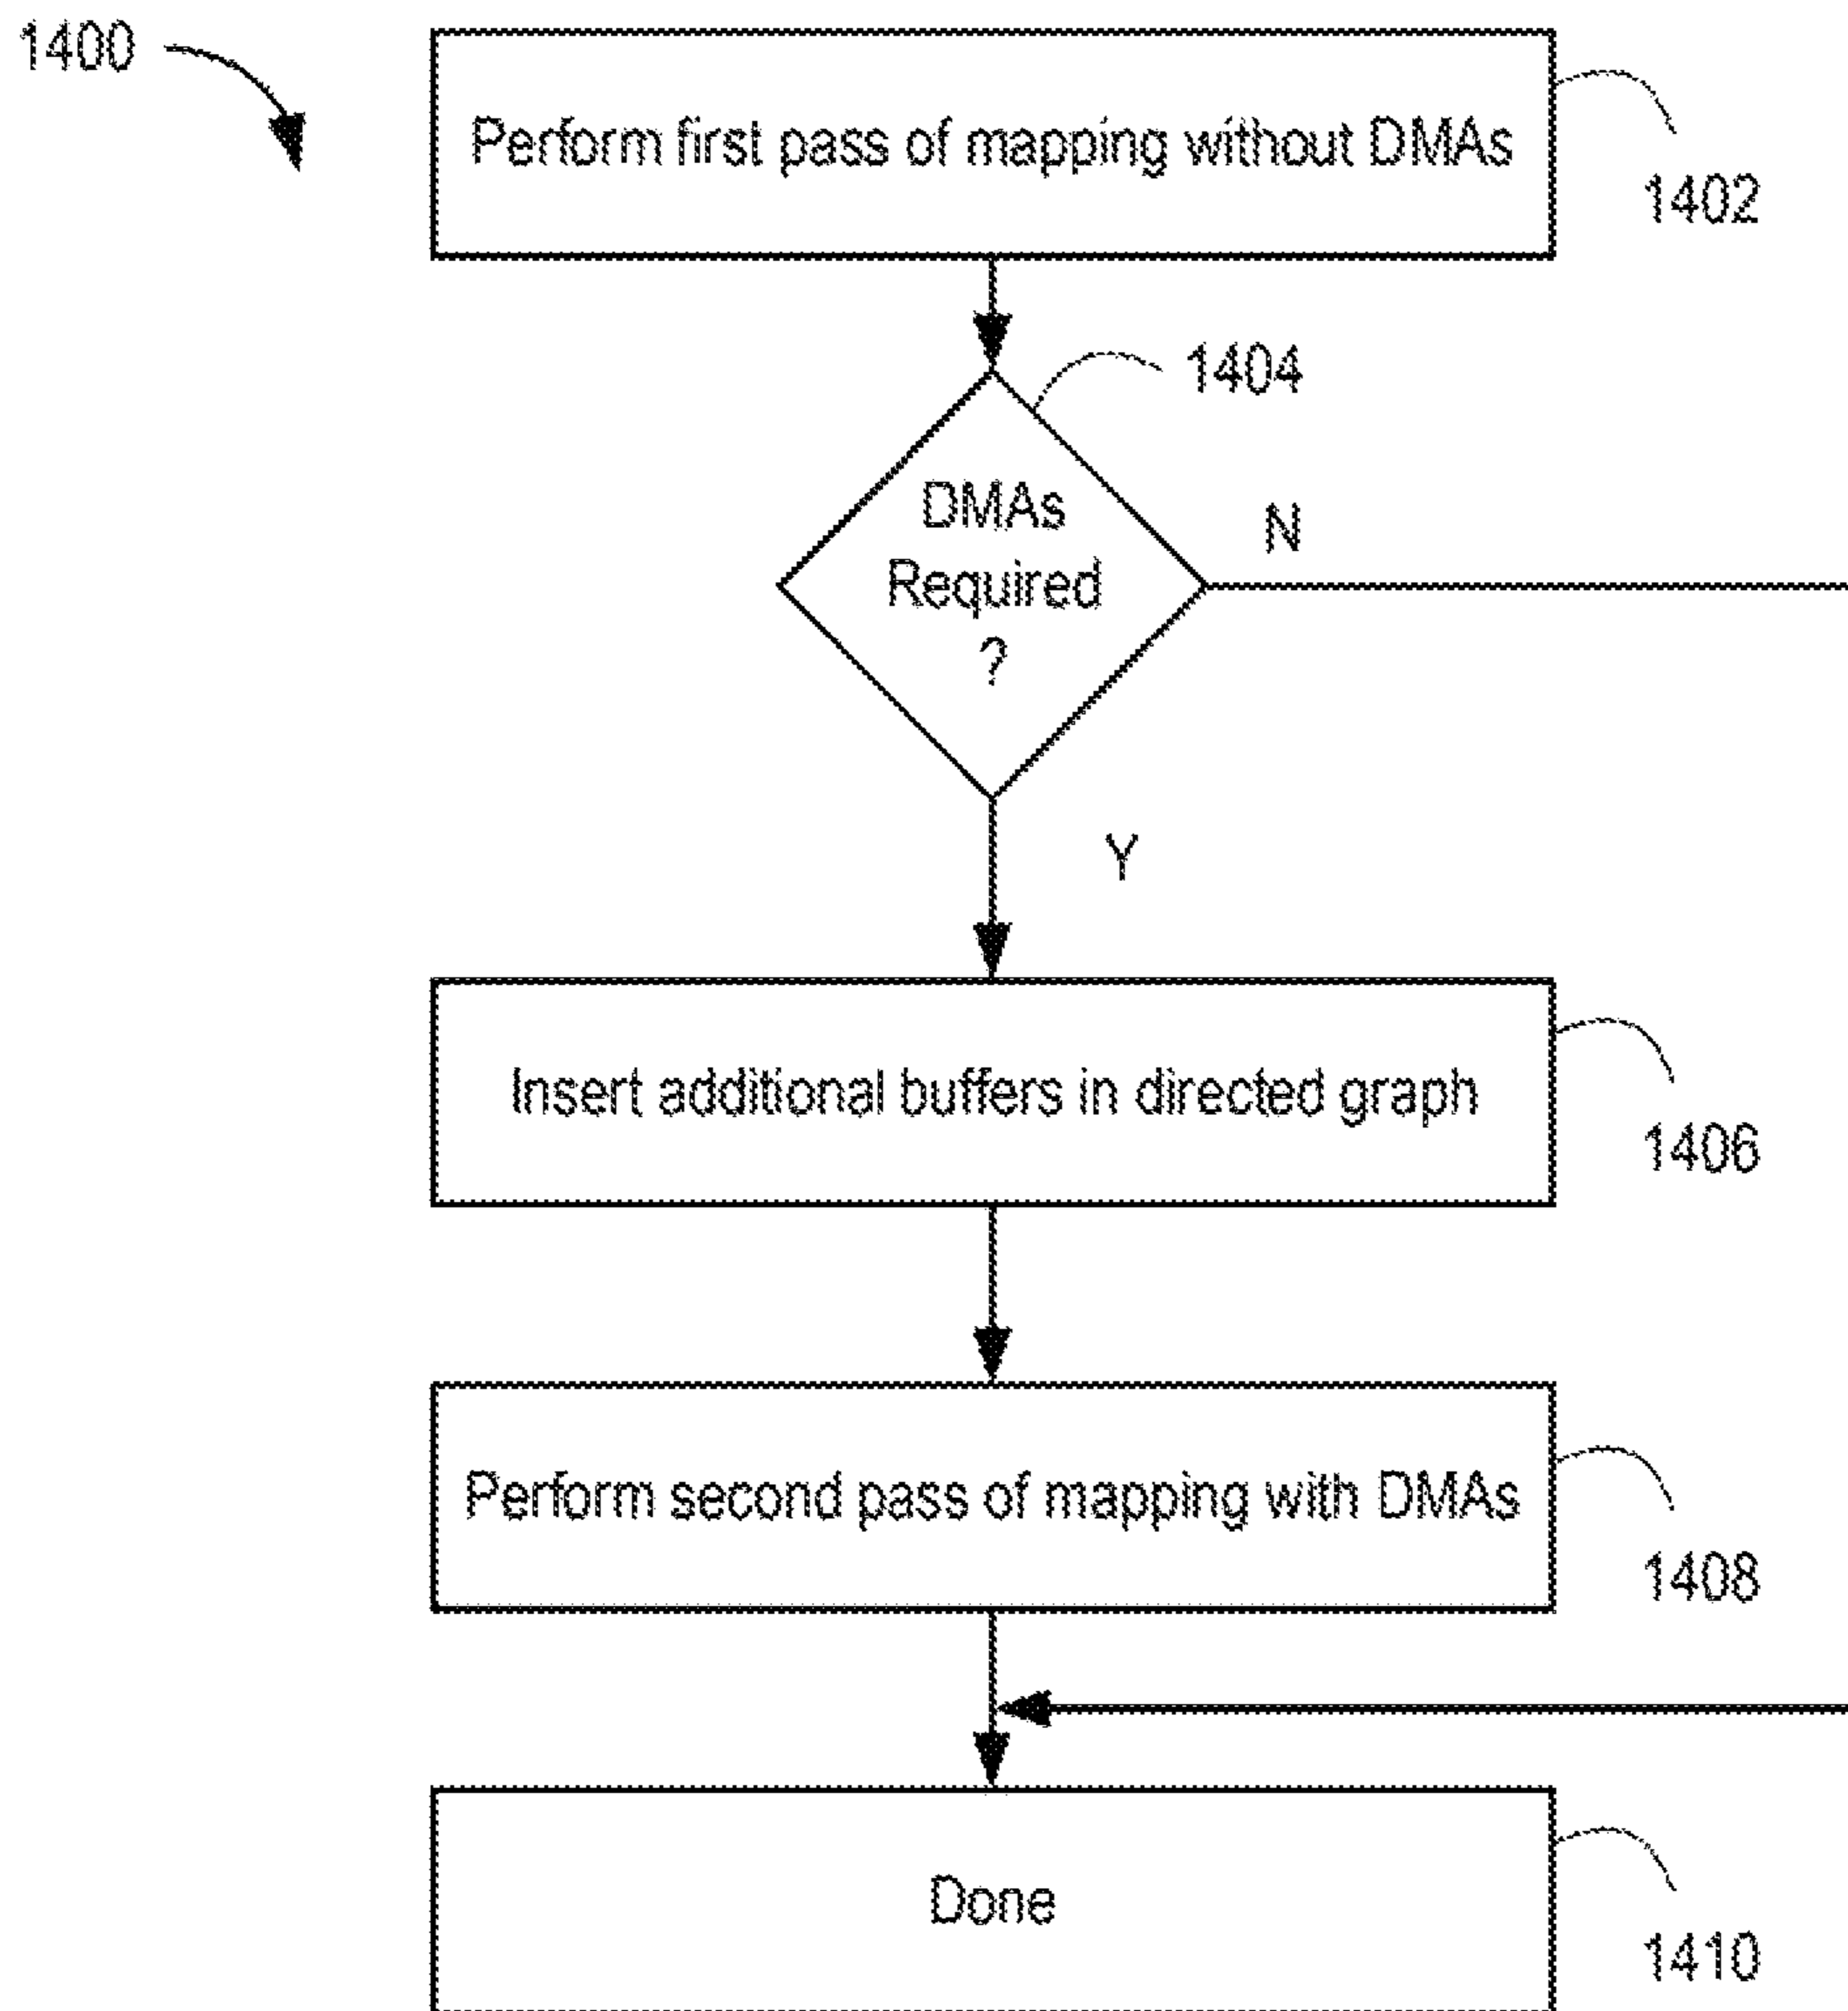 1400
Perform first pass of mapping without DMAs
1402
1404
DMAs
Required
?
N
Y
Insert additional buffers in directed graph
1406
Perform second pass of mapping with DMAs
1408
Done
1410